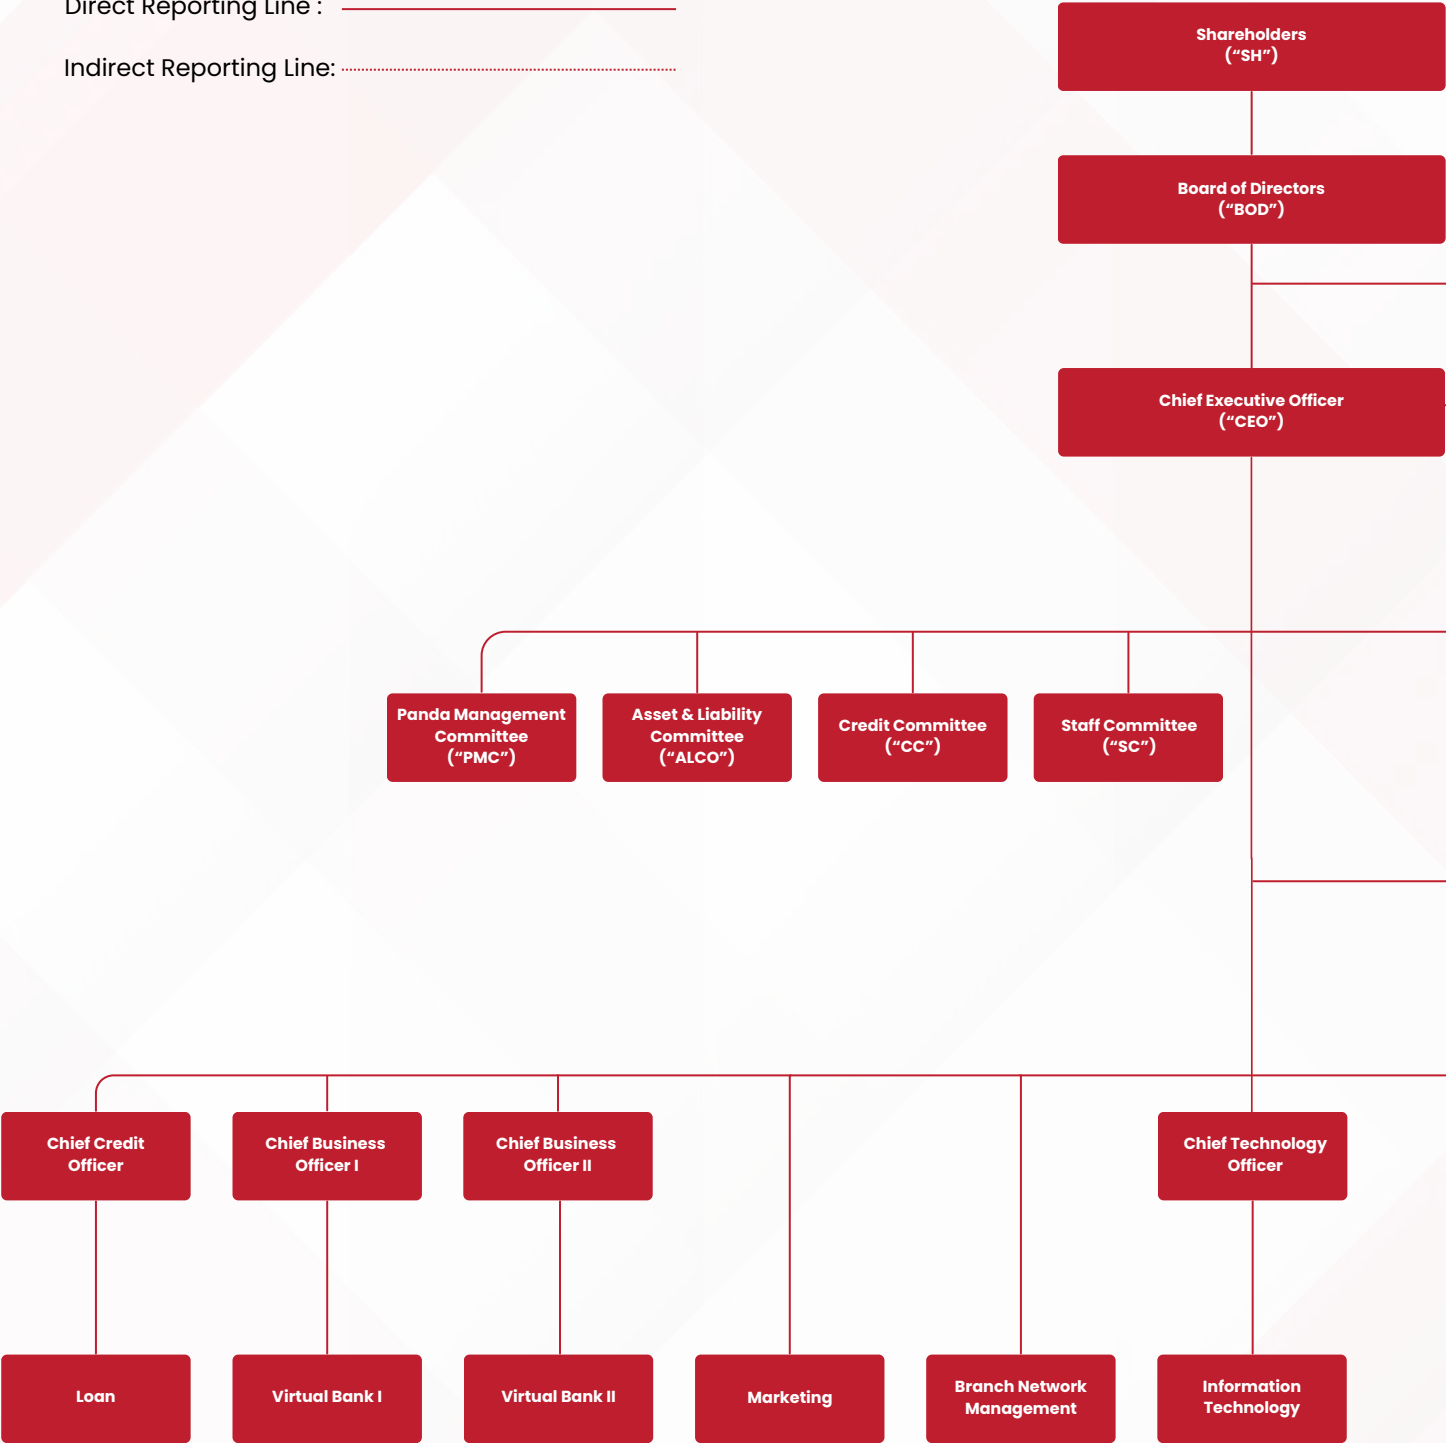 Direct Reporting Line :
Indirect Reporting Line:
Shareholders
(“SH”)
Board of Directors
(“BOD”)
Chief Executive Officer
(“CEO”)
Panda Management
Committee
(“PMC”)
Asset & Liability
Committee
(“ALCO”)
Credit Committee
(“CC”)
Staff Committee
(“SC”)
Chief Credit
Officer
Chief Business
Officer I
Chief Business
Officer II
Chief Technology
Officer
Loan
Virtual Bank I
Virtual Bank II
Marketing
Branch Network
Management
Information
Technology